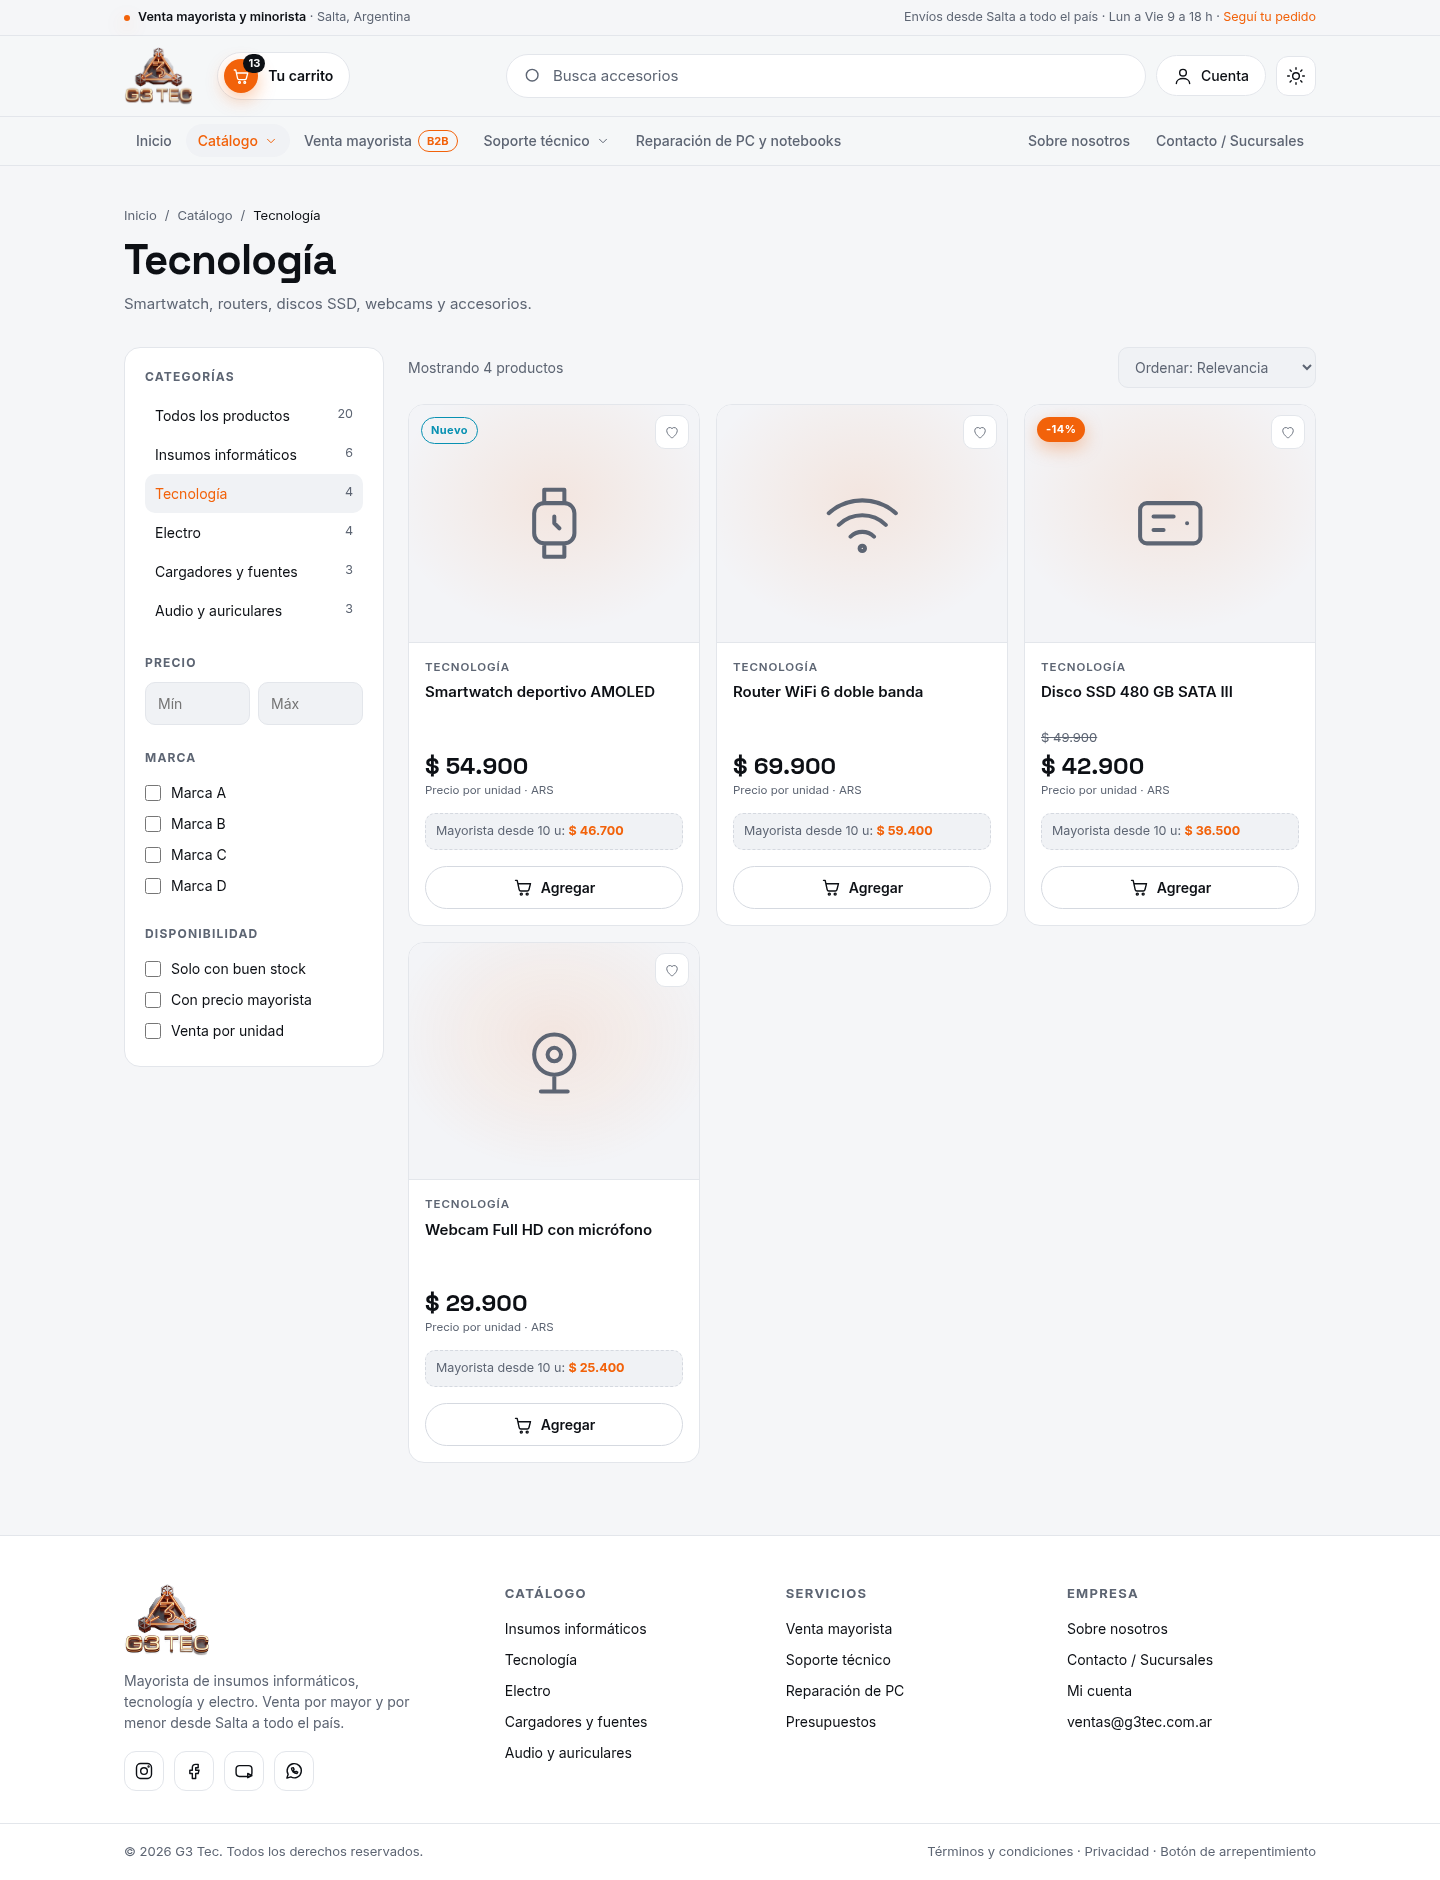 Venta mayorista y minorista · Salta, Argentina
Envíos desde Salta a todo el país · Lun a Vie 9 a 18 h · Seguí tu pedido
3
G3 TEC
13
Tu carrito
Busca accesorios
Cuenta
Inicio
Catálogo
Venta mayorista B2B
Soporte técnico
Reparación de PC y notebooks
Sobre nosotros
Contacto / Sucursales
Inicio / Catálogo / Tecnología
Tecnología
Smartwatch, routers, discos SSD, webcams y accesorios.
CATEGORÍAS
Todos los productos 20
Insumos informáticos 6
Tecnología 4
Electro 4
Cargadores y fuentes 3
Audio y auriculares 3
PRECIO
Mín
Máx
MARCA
Marca A
Marca B
Marca C
Marca D
DISPONIBILIDAD
Solo con buen stock
Con precio mayorista
Venta por unidad
Mostrando 4 productos
Ordenar: Relevancia
Nuevo
TECNOLOGÍA
Smartwatch deportivo AMOLED
$ 54.900
Precio por unidad · ARS
Mayorista desde 10 u: $ 46.700
Agregar
TECNOLOGÍA
Router WiFi 6 doble banda
$ 69.900
Precio por unidad · ARS
Mayorista desde 10 u: $ 59.400
Agregar
-14%
TECNOLOGÍA
Disco SSD 480 GB SATA III
$ 49.900
$ 42.900
Precio por unidad · ARS
Mayorista desde 10 u: $ 36.500
Agregar
TECNOLOGÍA
Webcam Full HD con micrófono
$ 29.900
Precio por unidad · ARS
Mayorista desde 10 u: $ 25.400
Agregar
3
G3 TEC
Mayorista de insumos informáticos,
tecnología y electro. Venta por mayor y por
menor desde Salta a todo el país.
CATÁLOGO
Insumos informáticos
Tecnología
Electro
Cargadores y fuentes
Audio y auriculares
SERVICIOS
Venta mayorista
Soporte técnico
Reparación de PC
Presupuestos
EMPRESA
Sobre nosotros
Contacto / Sucursales
Mi cuenta
ventas@g3tec.com.ar
© 2026 G3 Tec. Todos los derechos reservados.
Términos y condiciones · Privacidad · Botón de arrepentimiento